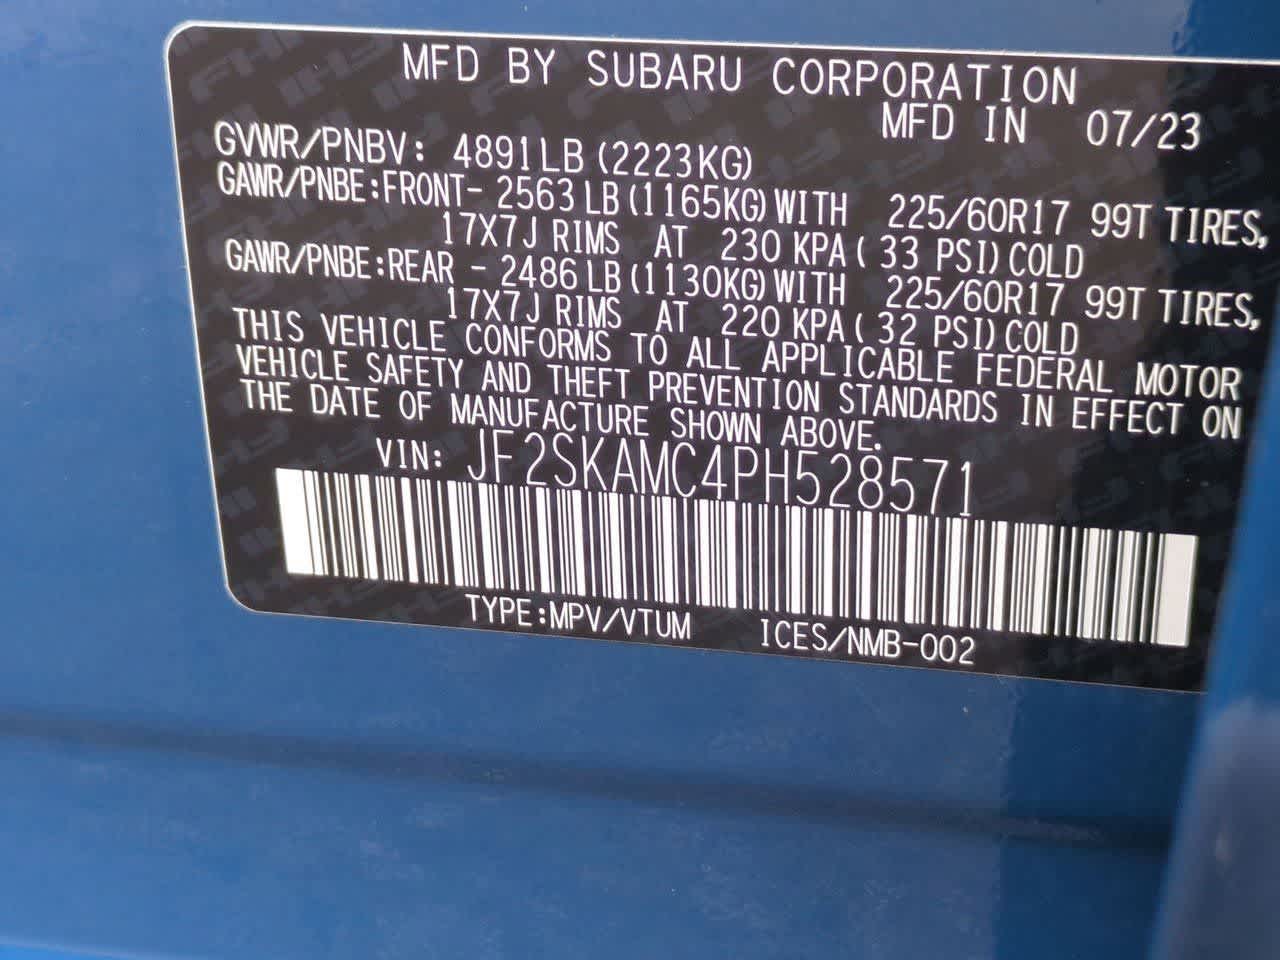 MFD BY SUBARU CORPORATION
MFD IN 07/23
GVWR/PNBV: 4891LB (2223KG)
GAWR/PNBE:FRONT- 2563LB(1165KG)WITH 225/60R17 99T TIRES,
17X7J RIMS AT 230 KPA( 33 PSI)COLD
GAWR/PNBE:REAR - 2486LB(1130KG)WITH 225/60R17 99T TIRES,
17X7J RIMS AT 220 KPA( 32 PSI)COLD
THIS VEHICLE CONFORMS TO ALL APPLICABLE FEDERAL MOTOR
VEHICLE SAFETY AND THEFT PREVENTION STANDARDS IN EFFECT ON
THE DATE OF MANUFACTURE SHOWN ABOVE.
VIN: JF2SKAMC4PH528571
TYPE:MPV/VTUM ICES/NMB-002